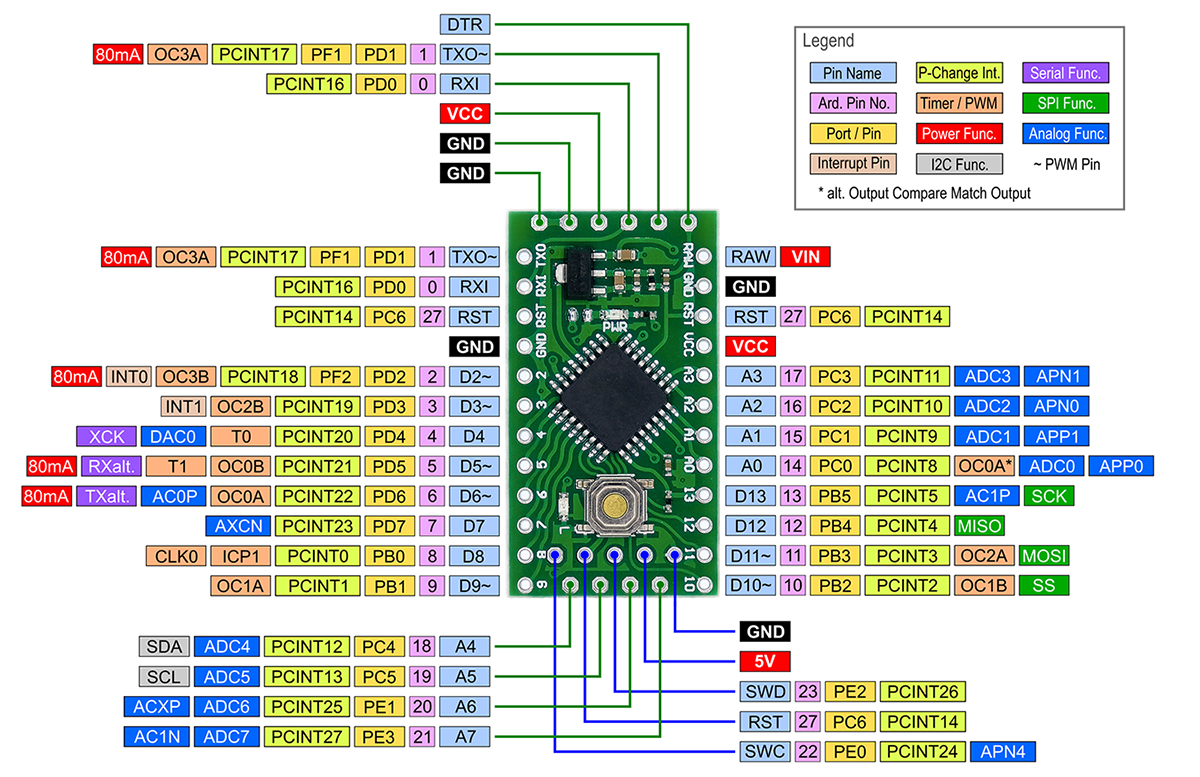 DTR
80mA OC3A PCINT17 PF1 PD1 1 TXO~
PCINT16 PD0 0 RXI
VCC
GND
GND
Legend
Pin Name P-Change Int. Serial Func.
Ard. Pin No. Timer / PWM SPI Func.
Port / Pin Power Func. Analog Func.
Interrupt Pin I2C Func. ~ PWM Pin
* alt. Output Compare Match Output
80mA OC3A PCINT17 PF1 PD1 1 TXO~
PCINT16 PD0 0 RXI
PCINT14 PC6 27 RST
GND
80mA INT0 OC3B PCINT18 PF2 PD2 2 D2~
INT1 OC2B PCINT19 PD3 3 D3~
XCK DAC0 T0 PCINT20 PD4 4 D4
80mA RXalt. T1 OC0B PCINT21 PD5 5 D5~
80mA TXalt. AC0P OC0A PCINT22 PD6 6 D6~
AXCN PCINT23 PD7 7 D7
CLK0 ICP1 PCINT0 PB0 8 D8
OC1A PCINT1 PB1 9 D9~
TXO
RXI
RST
GND
2
3
4
5
6
7
8
9
PWR
L
RAW
GND
RST
VCC
A3
A2
A1
A0
13
12
11
10
RAW VIN
GND
RST 27 PC6 PCINT14
VCC
A3 17 PC3 PCINT11 ADC3 APN1
A2 16 PC2 PCINT10 ADC2 APN0
A1 15 PC1 PCINT9 ADC1 APP1
A0 14 PC0 PCINT8 OC0A* ADC0 APP0
D13 13 PB5 PCINT5 AC1P SCK
D12 12 PB4 PCINT4 MISO
D11~ 11 PB3 PCINT3 OC2A MOSI
D10~ 10 PB2 PCINT2 OC1B SS
SDA ADC4 PCINT12 PC4 18 A4
SCL ADC5 PCINT13 PC5 19 A5
ACXP ADC6 PCINT25 PE1 20 A6
AC1N ADC7 PCINT27 PE3 21 A7
GND
5V
SWD 23 PE2 PCINT26
RST 27 PC6 PCINT14
SWC 22 PE0 PCINT24 APN4